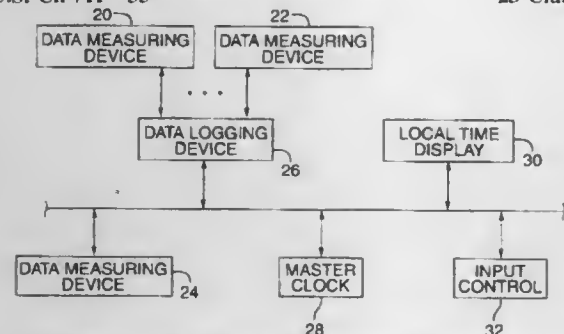 20 22
DATA MEASURING DEVICE
DATA MEASURING DEVICE
DATA LOGGING DEVICE
26
LOCAL TIME DISPLAY
30
DATA MEASURING DEVICE
24
MASTER CLOCK
28
INPUT CONTROL
32